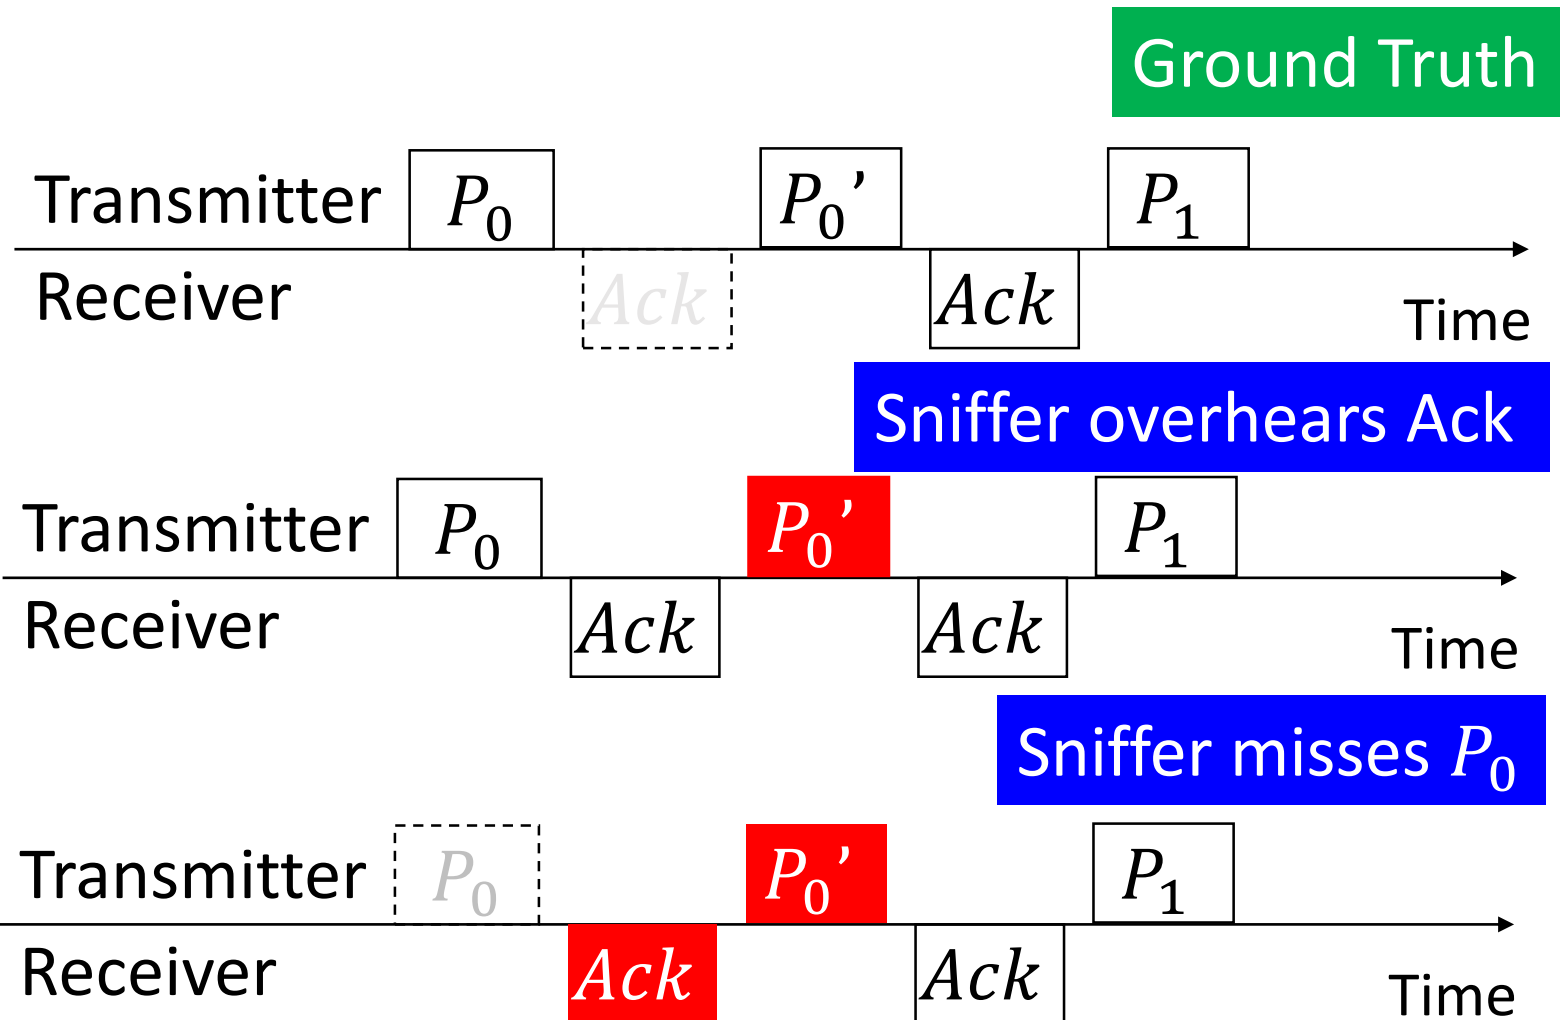 Ground Truth
Transmitter P₀ P₀’ P₁
Receiver Ack Ack Time
Sniffer overhears Ack
Transmitter P₀ P₀’ P₁
Receiver Ack Ack Time
Sniffer misses P₀
Transmitter P₀ P₀’ P₁
Receiver Ack Ack Time